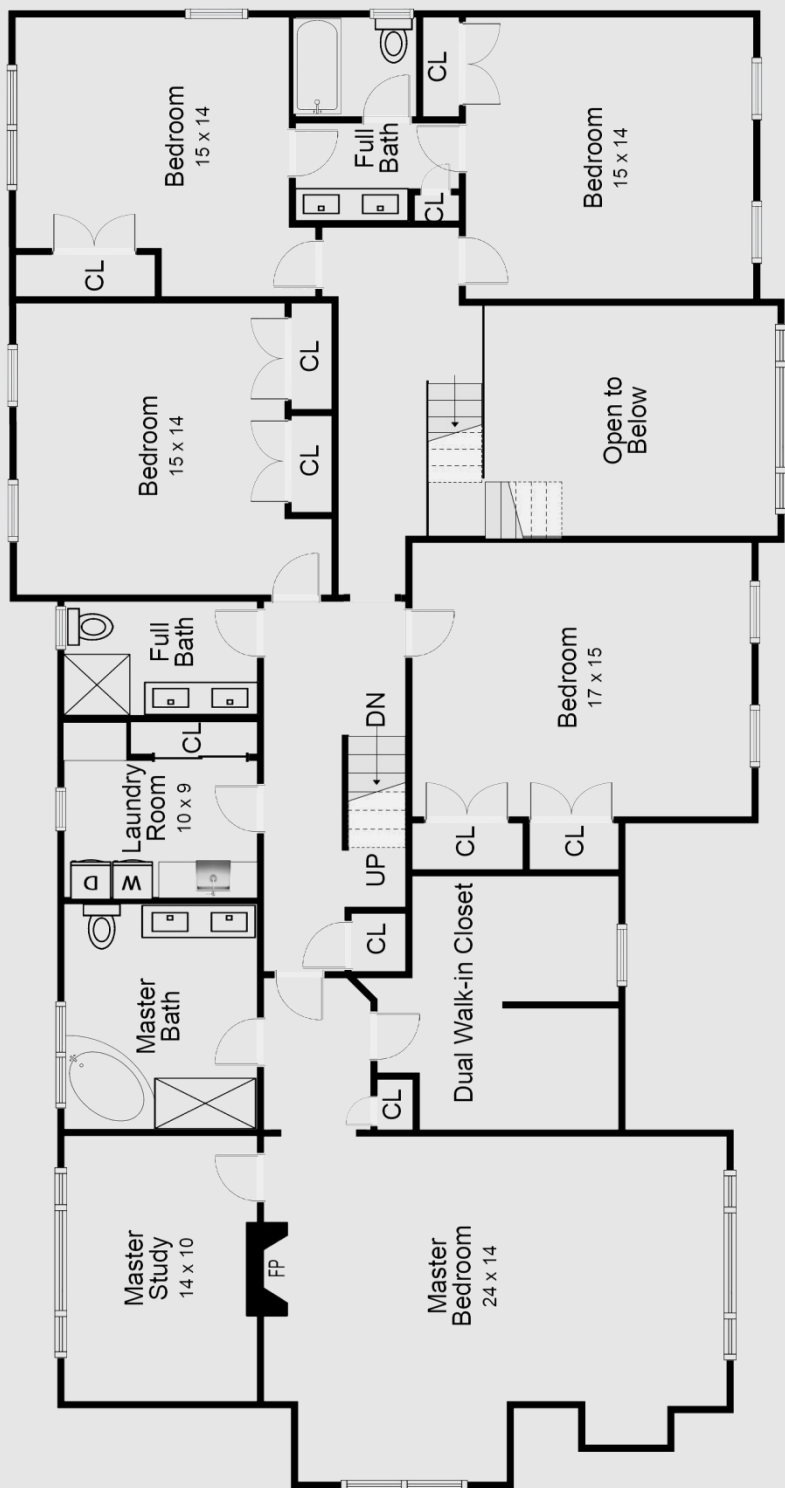 Bedroom
15 x 14
CL
Full
Bath
CL
CL
Bedroom
15 x 14
Bedroom
15 x 14
CL
CL
Open to
Below
Full
Bath
Bedroom
17 x 15
CL
CL
DN
UP
CL
Laundry
Room
10 x 9
CL
D
W
Master
Bath
Dual Walk-in Closet
CL
Master
Study
14 x 10
FP
Master
Bedroom
24 x 14